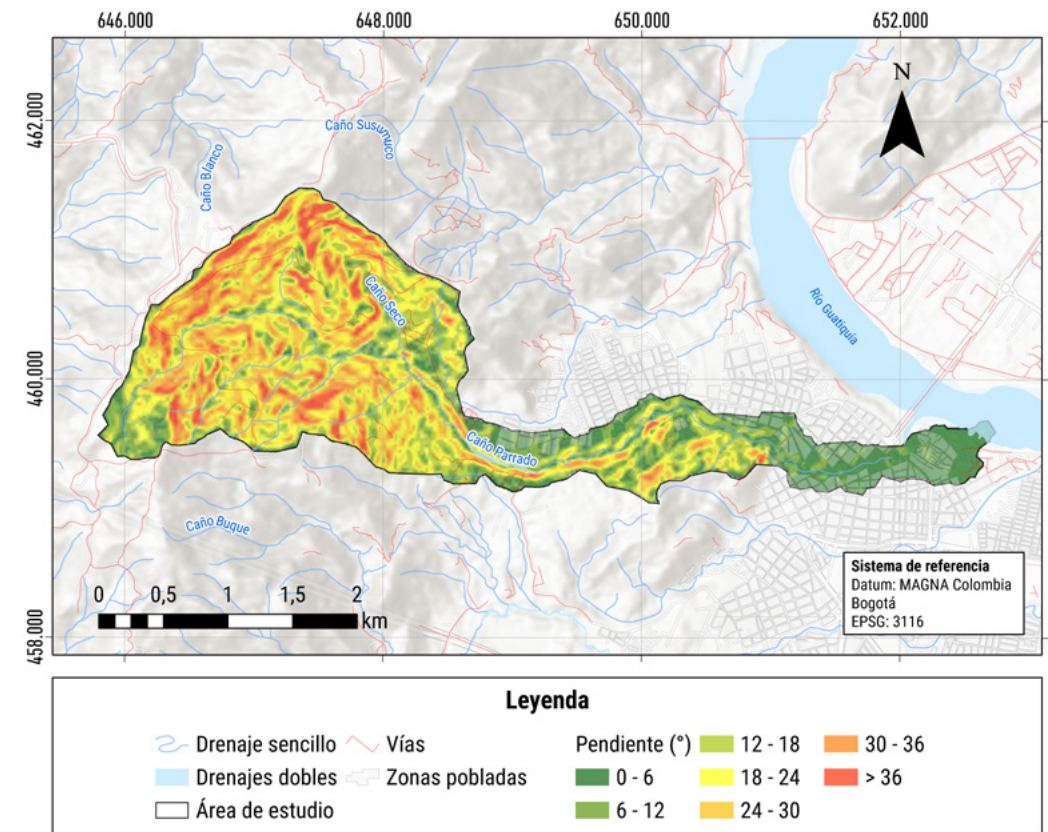 646.000
648.000
650.000
652.000
462.000
460.000
458.000
N
Caño Susumuco
Caño Blanco
Caño Seco
Río Guatiquía
Caño Parrado
Caño Buque
0 0,5 1 1,5 2
km
Sistema de referencia
Datum: MAGNA Colombia
Bogotá
EPSG: 3116
Leyenda
Drenaje sencillo
Vías
Drenajes dobles
Zonas pobladas
Área de estudio
Pendiente (°)
0 - 6
6 - 12
12 - 18
18 - 24
24 - 30
30 - 36
> 36